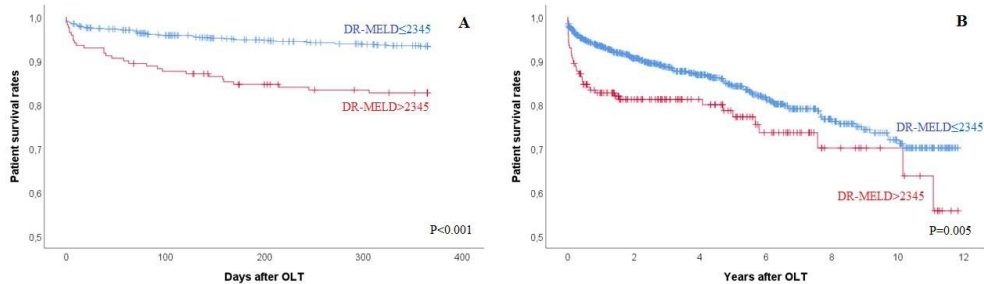 A
Patient survival rates
1,0
0,9
0,8
0,7
0,6
0,5
DR-MELD≤2345
DR-MELD>2345
P<0.001
0 100 200 300 400
Days after OLT
B
Patient survival rates
1,0
0,9
0,8
0,7
0,6
0,5
DR-MELD≤2345
DR-MELD>2345
P=0.005
0 2 4 6 8 10 12
Years after OLT